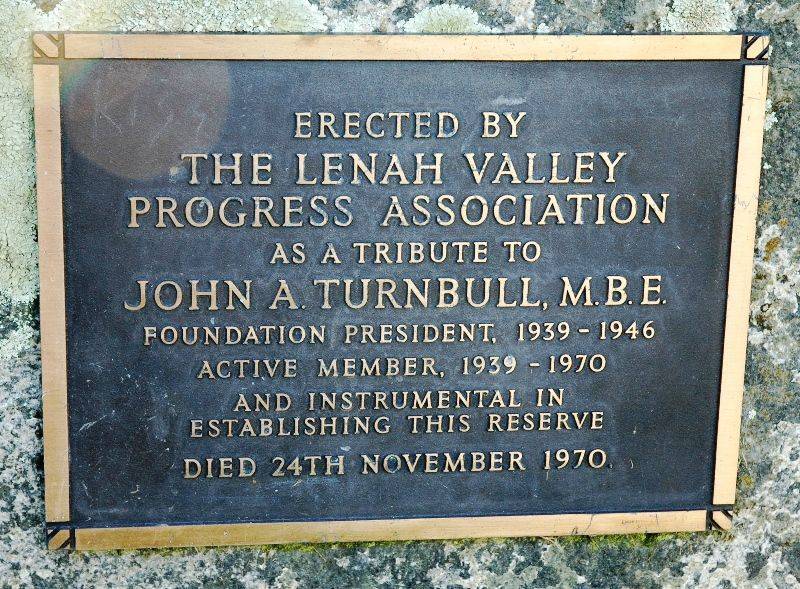 ERECTED BY
THE LENAH VALLEY
PROGRESS ASSOCIATION
AS A TRIBUTE TO
JOHN A. TURNBULL, M.B.E.
FOUNDATION PRESIDENT, 1939 - 1946
ACTIVE MEMBER, 1939 - 1970
AND INSTRUMENTAL IN
ESTABLISHING THIS RESERVE
DIED 24TH NOVEMBER 1970.